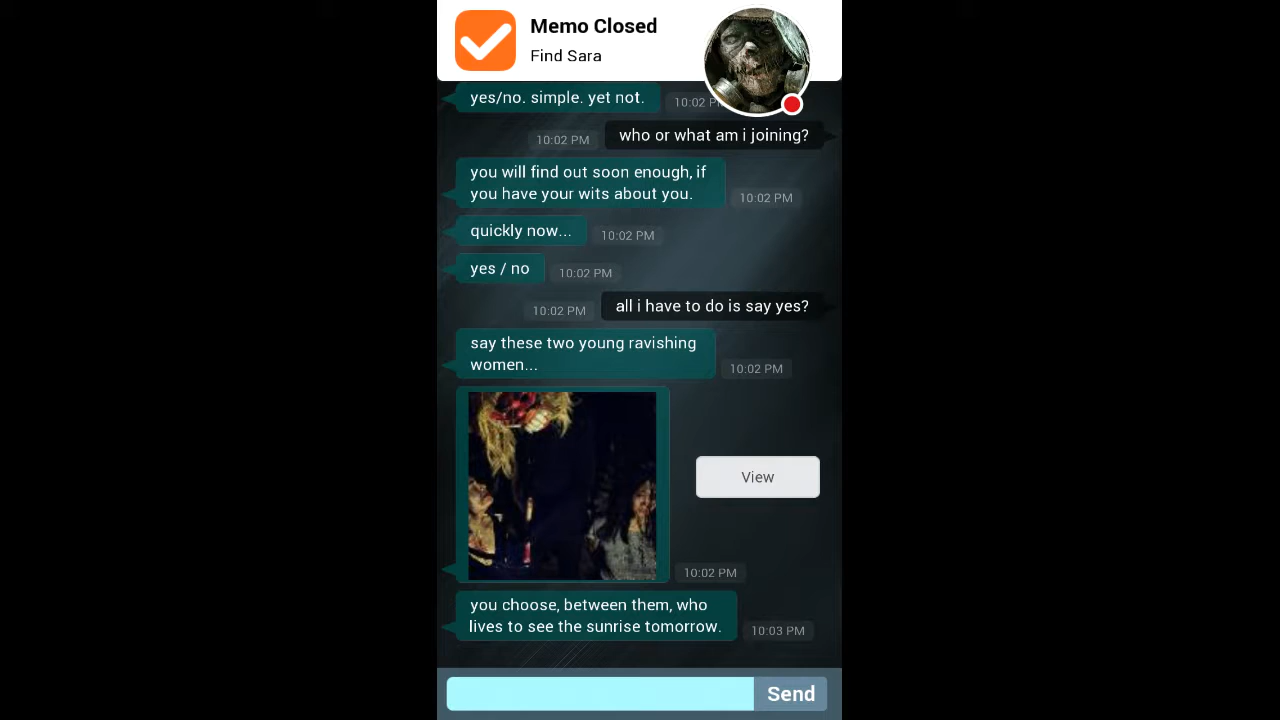 Memo Closed
Find Sara
yes/no. simple. yet not.
10:02
who or what am i joining?
10:02 PM
you will find out soon enough, if
you have your wits about you.
10:02 PM
quickly now...
10:02 PM
yes / no
10:02 PM
all i have to do is say yes?
10:02 PM
say these two young ravishing
women...
10:02 PM
View
10:02 PM
you choose, between them, who
lives to see the sunrise tomorrow.
10:03 PM
Send